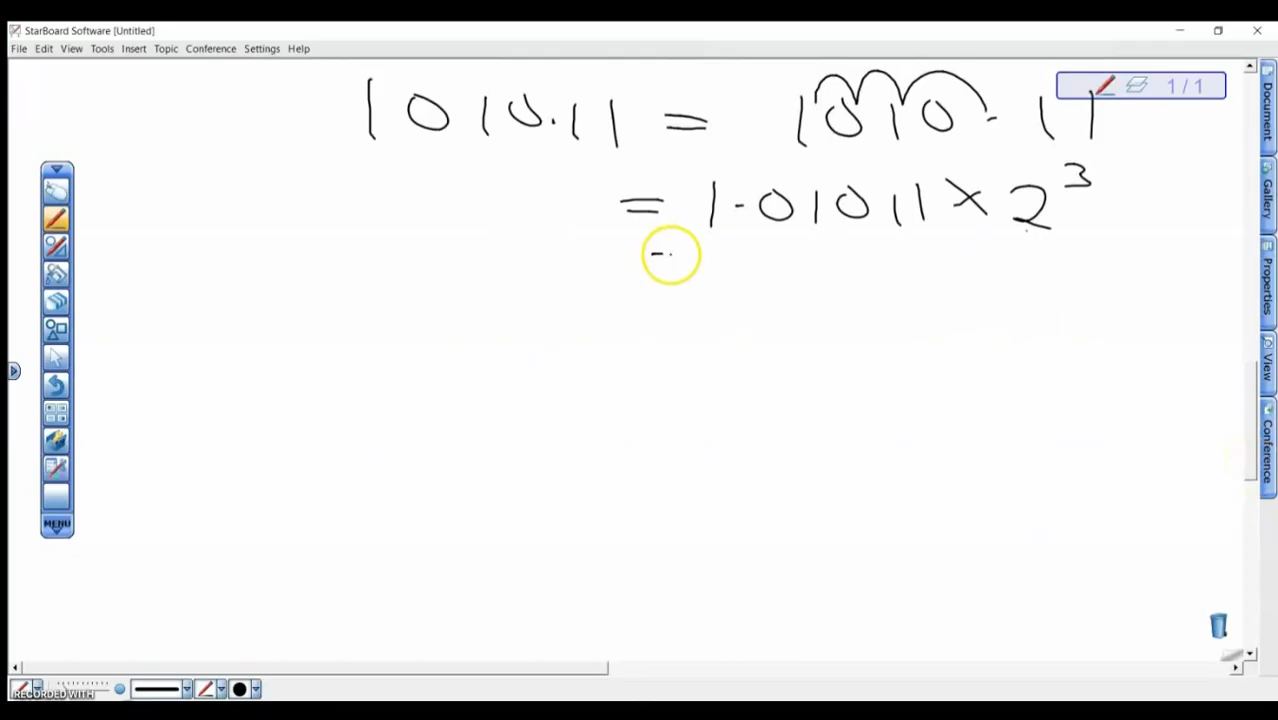 StarBoard Software [Untitled]
File Edit View Tools Insert Topic Conference Settings Help
1010.11 = 1010.11
1/1
= 1.01011 × 2³
Document
Gallery
Properties
View
Conference
MENU
RECORDED WITH